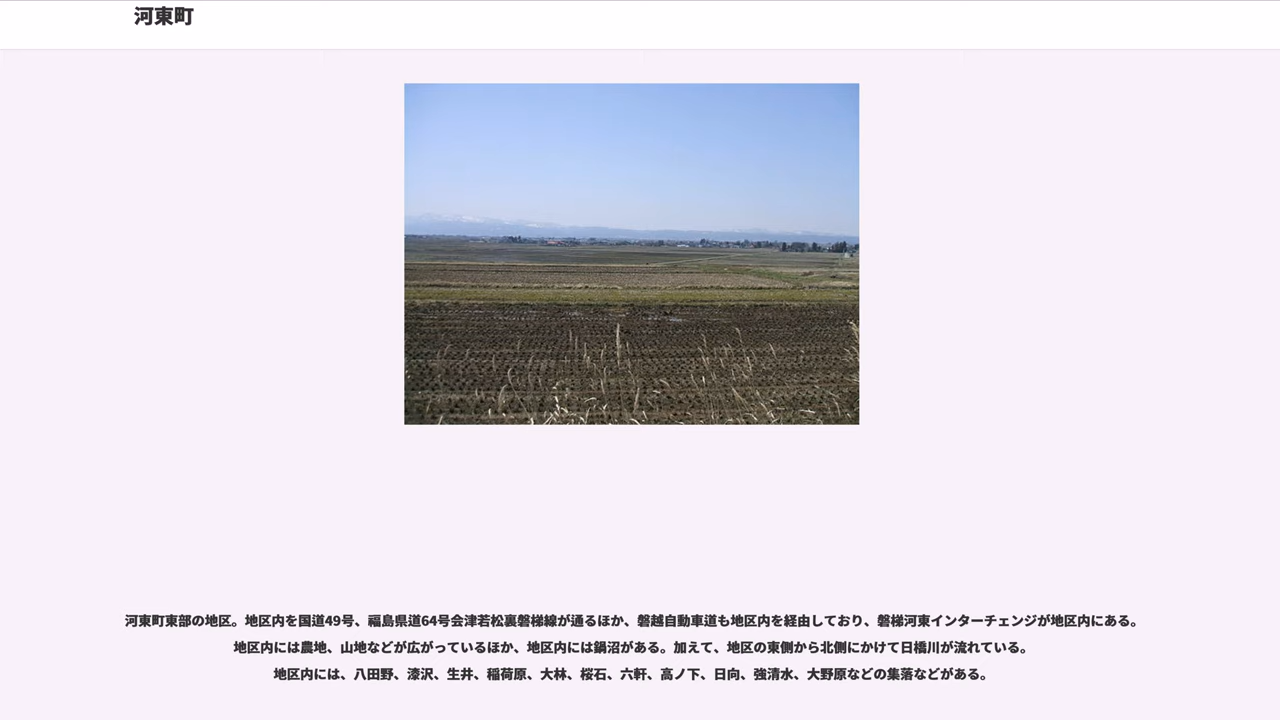 河東町
河東町東部の地区。地区内を国道49号、福島県道64号会津若松裏磐梯線が通るほか、磐越自動車道も地区内を経由しており、磐梯河東インターチェンジが地区内にある。
地区内には農地、山地などが広がっているほか、地区内には鍋沼がある。加えて、地区の東側から北側にかけて日橋川が流れている。
地区内には、八田野、漆沢、生井、稲荷原、大林、桜石、六軒、高ノ下、日向、強清水、大野原などの集落などがある。